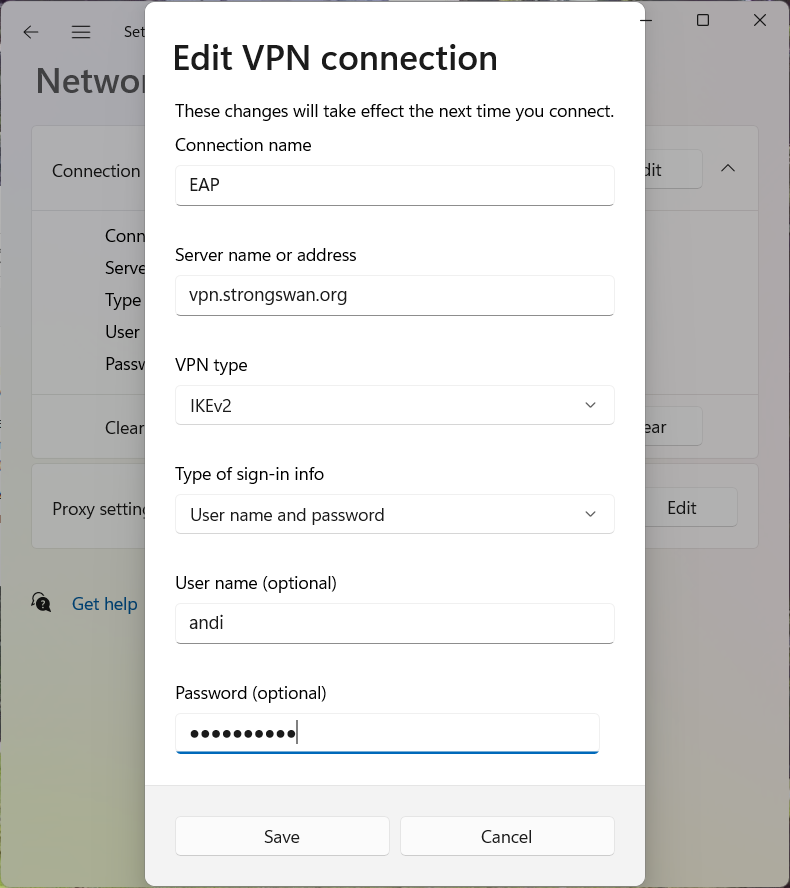 Set
Edit VPN connection
Networ
These changes will take effect the next time you connect.
Connection name
Connection
dit
EAP
Conn
Server name or address
Serve
vpn.strongswan.org
Type
User
VPN type
Passw
IKEv2
Clear
ear
Type of sign-in info
Proxy setting
User name and password
Edit
User name (optional)
Get help
andi
Password (optional)
●●●●●●●●●●
Save
Cancel